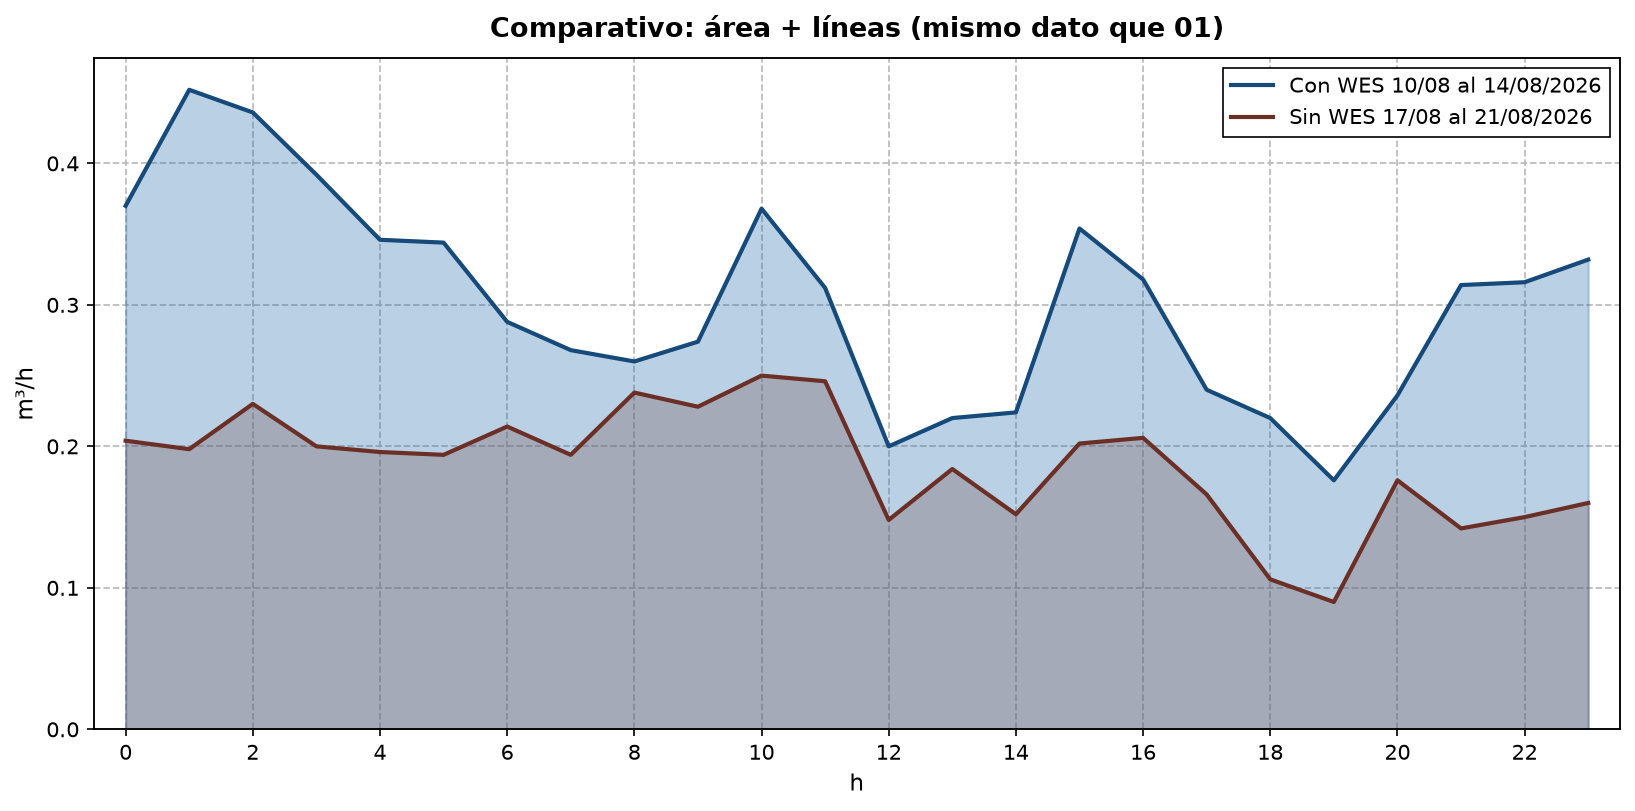 Comparativo: área + líneas (mismo dato que 01)
Con WES 10/08 al 14/08/2026
Sin WES 17/08 al 21/08/2026
m³/h
0.4
0.3
0.2
0.1
0.0
0 2 4 6 8 10 12 14 16 18 20 22
h